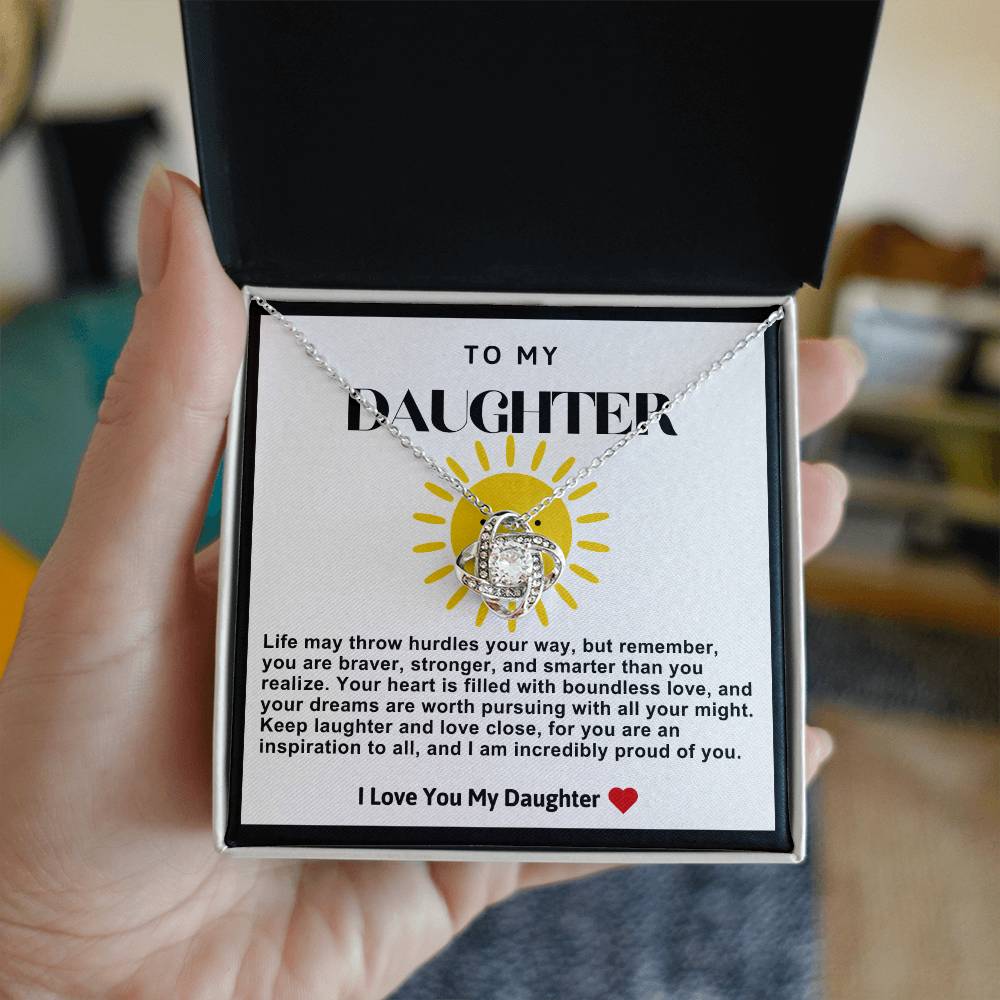 TO MY
DAUGHTER
Life may throw hurdles your way, but remember,
you are braver, stronger, and smarter than you
realize. Your heart is filled with boundless love, and
your dreams are worth pursuing with all your might.
Keep laughter and love close, for you are an
inspiration to all, and I am incredibly proud of you.
I Love You My Daughter